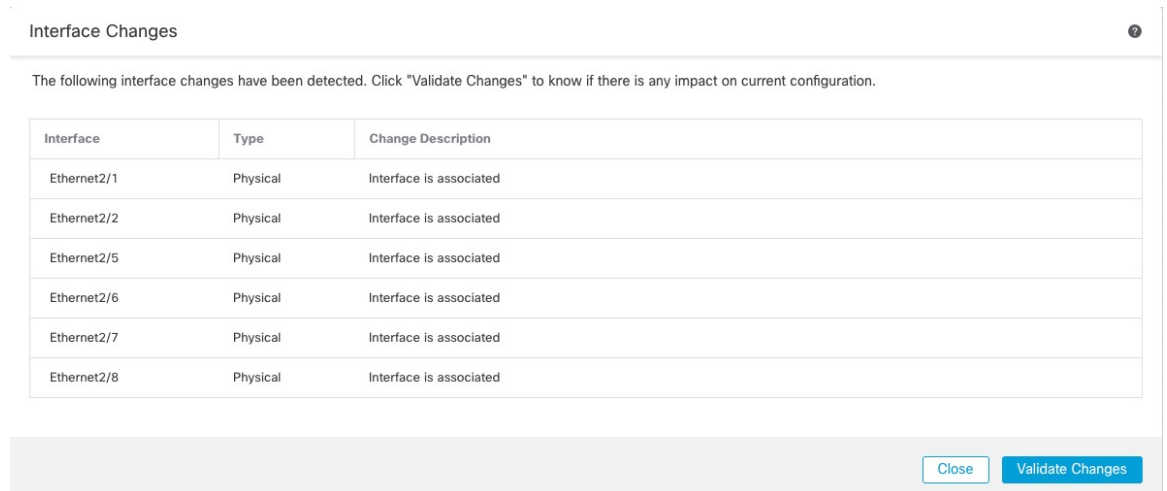 Interface Changes
?
The following interface changes have been detected. Click "Validate Changes" to know if there is any impact on current configuration.
Interface Type Change Description
Ethernet2/1 Physical Interface is associated
Ethernet2/2 Physical Interface is associated
Ethernet2/5 Physical Interface is associated
Ethernet2/6 Physical Interface is associated
Ethernet2/7 Physical Interface is associated
Ethernet2/8 Physical Interface is associated
Close Validate Changes